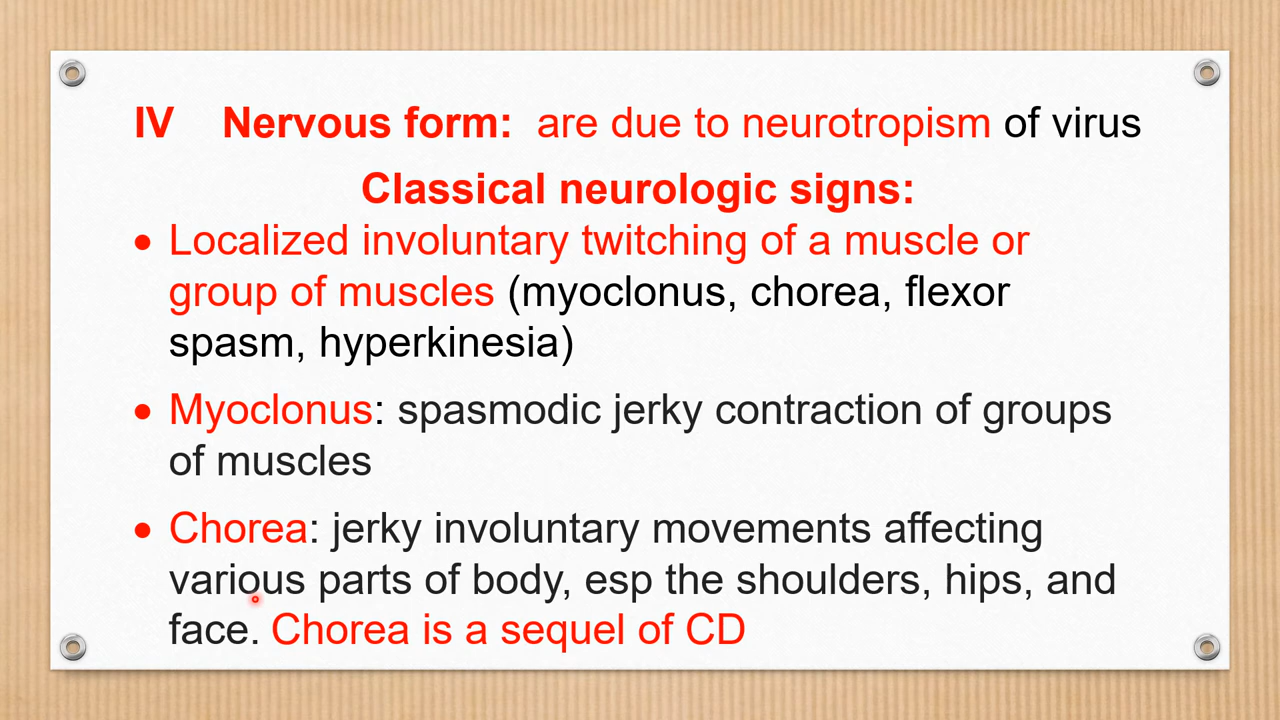 IV Nervous form: are due to neurotropism of virus
Classical neurologic signs:
• Localized involuntary twitching of a muscle or
group of muscles (myoclonus, chorea, flexor
spasm, hyperkinesia)
• Myoclonus: spasmodic jerky contraction of groups
of muscles
• Chorea: jerky involuntary movements affecting
various parts of body, esp the shoulders, hips, and
face. Chorea is a sequel of CD